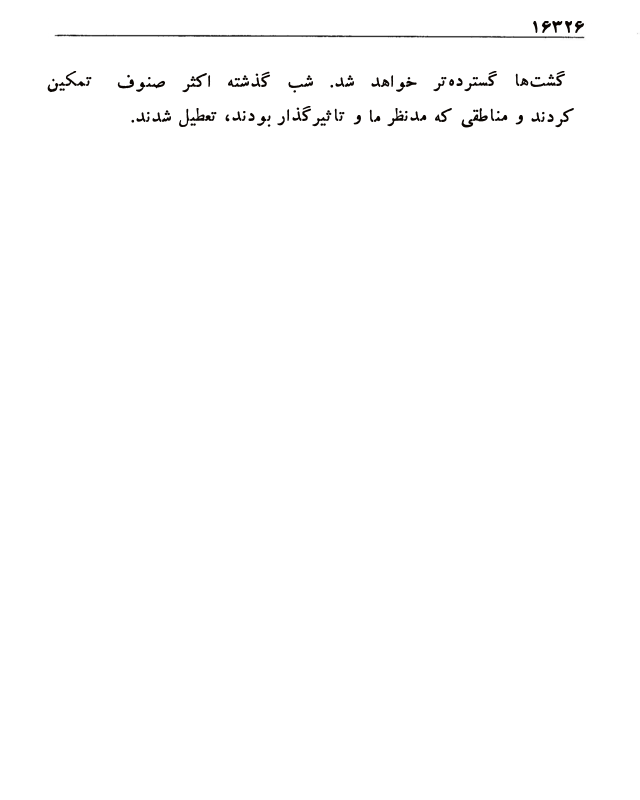 ۱۶۳۲۶
گشت‌ها گسترده‌تر خواهد شد. شب گذشته اکثر صنوف تمکین
کردند و مناطقی که مدنظر ما و تاثیرگذار بودند، تعطیل شدند.